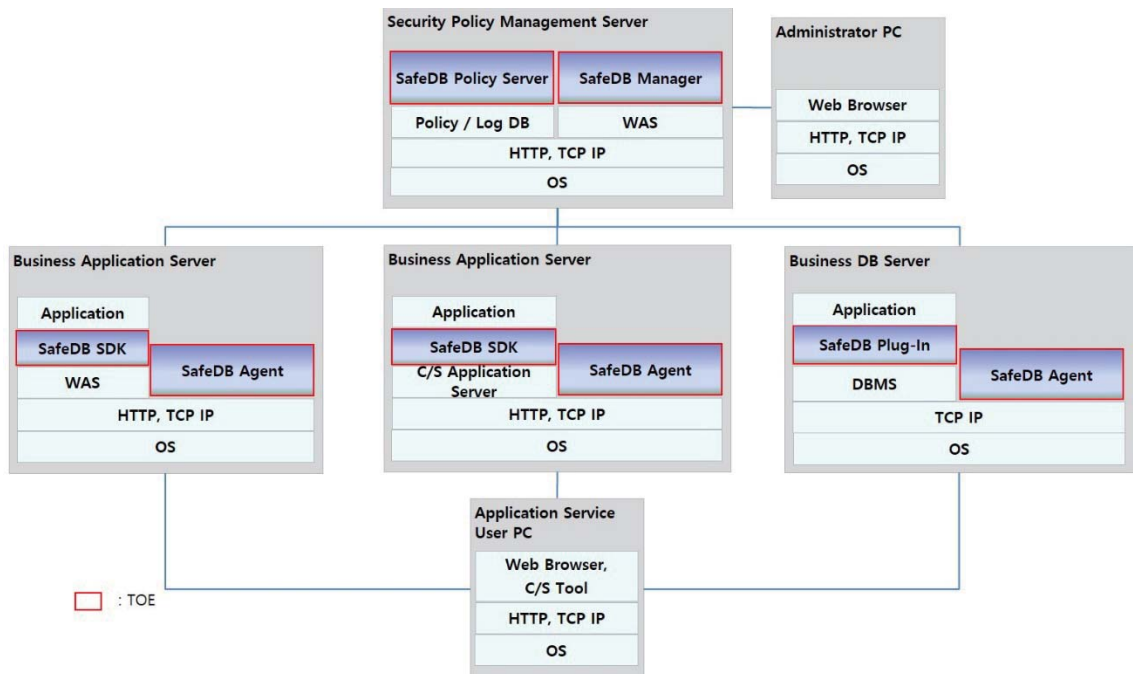 Security Policy Management Server
SafeDB Policy Server
SafeDB Manager
Policy / Log DB
WAS
HTTP, TCP IP
OS
Administrator PC
Web Browser
HTTP, TCP IP
OS
Business Application Server
Application
SafeDB SDK
SafeDB Agent
WAS
HTTP, TCP IP
OS
Business Application Server
Application
SafeDB SDK
SafeDB Agent
C/S Application
Server
HTTP, TCP IP
OS
Business DB Server
Application
SafeDB Plug-In
SafeDB Agent
DBMS
TCP IP
OS
Application Service
User PC
Web Browser,
C/S Tool
HTTP, TCP IP
OS
: TOE